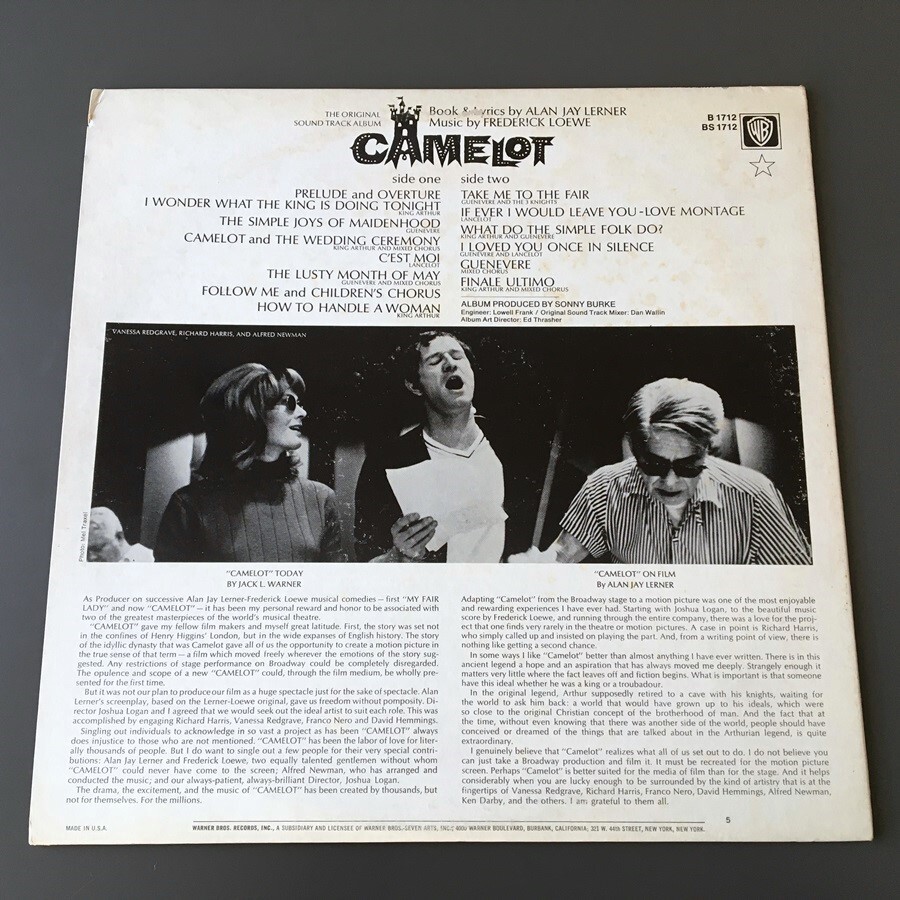 THE ORIGINAL
SOUND TRACK ALBUM
CAMELOT
Book & Lyrics by ALAN JAY LERNER
Music by FREDERICK LOEWE
B 1712
BS 1712
WB
side one
PRELUDE and OVERTURE
I WONDER WHAT THE KING IS DOING TONIGHT
KING ARTHUR
THE SIMPLE JOYS OF MAIDENHOOD
GUENEVERE
CAMELOT and THE WEDDING CEREMONY
KING ARTHUR AND MIXED CHORUS
C'EST MOI
LANCELOT
THE LUSTY MONTH OF MAY
GUENEVERE AND MIXED CHORUS
FOLLOW ME and CHILDREN'S CHORUS
HOW TO HANDLE A WOMAN
KING ARTHUR
side two
TAKE ME TO THE FAIR
GUENEVERE AND THE 3 KNIGHTS
IF EVER I WOULD LEAVE YOU-LOVE MONTAGE
LANCELOT
WHAT DO THE SIMPLE FOLK DO?
KING ARTHUR AND GUENEVERE
I LOVED YOU ONCE IN SILENCE
GUENEVERE AND LANCELOT
GUENEVERE
MIXED CHORUS
FINALE ULTIMO
KING ARTHUR AND MIXED CHORUS
ALBUM PRODUCED BY SONNY BURKE
Engineer: Lowell Frank / Original Sound Track Mixer: Dan Wallin
Album Art Director: Ed Thrasher
VANESSA REDGRAVE, RICHARD HARRIS, AND ALFRED NEWMAN
Photo: Mel Traxel
"CAMELOT" TODAY
BY JACK L. WARNER
As Producer on successive Alan Jay Lerner-Frederick Loewe musical comedies — first "MY FAIR
LADY" and now "CAMELOT" — it has been my personal reward and honor to be associated with
two of the greatest masterpieces of the world's musical theatre.
"CAMELOT" gave my fellow film makers and myself great latitude. First, the story was set not
in the confines of Henry Higgins' London, but in the wide expanses of English history. The story
of the idyllic dynasty that was Camelot gave all of us the opportunity to create a motion picture in
the true sense of that term — a film which moved freely wherever the emotions of the story sug-
gested. Any restrictions of stage performance on Broadway could be completely disregarded.
The opulence and scope of a new "CAMELOT" could, through the film medium, be wholly pre-
sented for the first time.
But it was not our plan to produce our film as a huge spectacle just for the sake of spectacle. Alan
Lerner's screenplay, based on the Lerner-Loewe original, gave us freedom without pomposity. Di-
rector Joshua Logan and I agreed that we would seek out the ideal artist to suit each role. This was
accomplished by engaging Richard Harris, Vanessa Redgrave, Franco Nero and David Hemmings.
Singling out individuals to acknowledge in so vast a project as has been "CAMELOT" always
does injustice to those who are not mentioned. "CAMELOT" has been the labor of love for liter-
ally thousands of people. But I do want to single out a few people for their very special contri-
butions: Alan Jay Lerner and Frederick Loewe, two equally talented gentlemen without whom
"CAMELOT" could never have come to the screen; Alfred Newman, who has arranged and
conducted the music; and our always-patient, always-brilliant Director, Joshua Logan.
The drama, the excitement, and the music of "CAMELOT" has been created by thousands, but
not for themselves. For the millions.
"CAMELOT" ON FILM
By ALAN JAY LERNER
Adapting "Camelot" from the Broadway stage to a motion picture was one of the most enjoyable
and rewarding experiences I have ever had. Starting with Joshua Logan, to the beautiful music
score by Frederick Loewe, and running through the entire company, there was a love for the proj-
ect that one finds very rarely in the theatre or motion pictures. A case in point is Richard Harris,
who simply called up and insisted on playing the part. And, from a writing point of view, there is
nothing like getting a second chance.
In some ways I like "Camelot" better than almost anything I have ever written. There is in this
ancient legend a hope and an aspiration that has always moved me deeply. Strangely enough it
matters very little where the fact leaves off and fiction begins. What is important is that someone
have this ideal whether he was a king or a troubadour.
In the original legend, Arthur supposedly retired to a cave with his knights, waiting for
the world to ask him back: a world that would have grown up to his ideals, which were
so close to the original Christian concept of the brotherhood of man. And the fact that at
the time, without even knowing that there was another side of the world, people should have
conceived or dreamed of the things that are talked about in the Arthurian legend, is quite
extraordinary.
I genuinely believe that "Camelot" realizes what all of us set out to do. I do not believe you
can just take a Broadway production and film it. It must be recreated for the motion picture
screen. Perhaps "Camelot" is better suited for the media of film than for the stage. And it helps
considerably when you are lucky enough to be surrounded by the kind of artistry that is at the
fingertips of Vanessa Redgrave, Richard Harris, Franco Nero, David Hemmings, Alfred Newman,
Ken Darby, and the others. I am grateful to them all.
5
MADE IN U.S.A.
WARNER BROS. RECORDS, INC., A SUBSIDIARY AND LICENSEE OF WARNER BROS.-SEVEN ARTS, INC., 4000 WARNER BOULEVARD, BURBANK, CALIFORNIA; 321 W. 44th STREET, NEW YORK, NEW YORK.